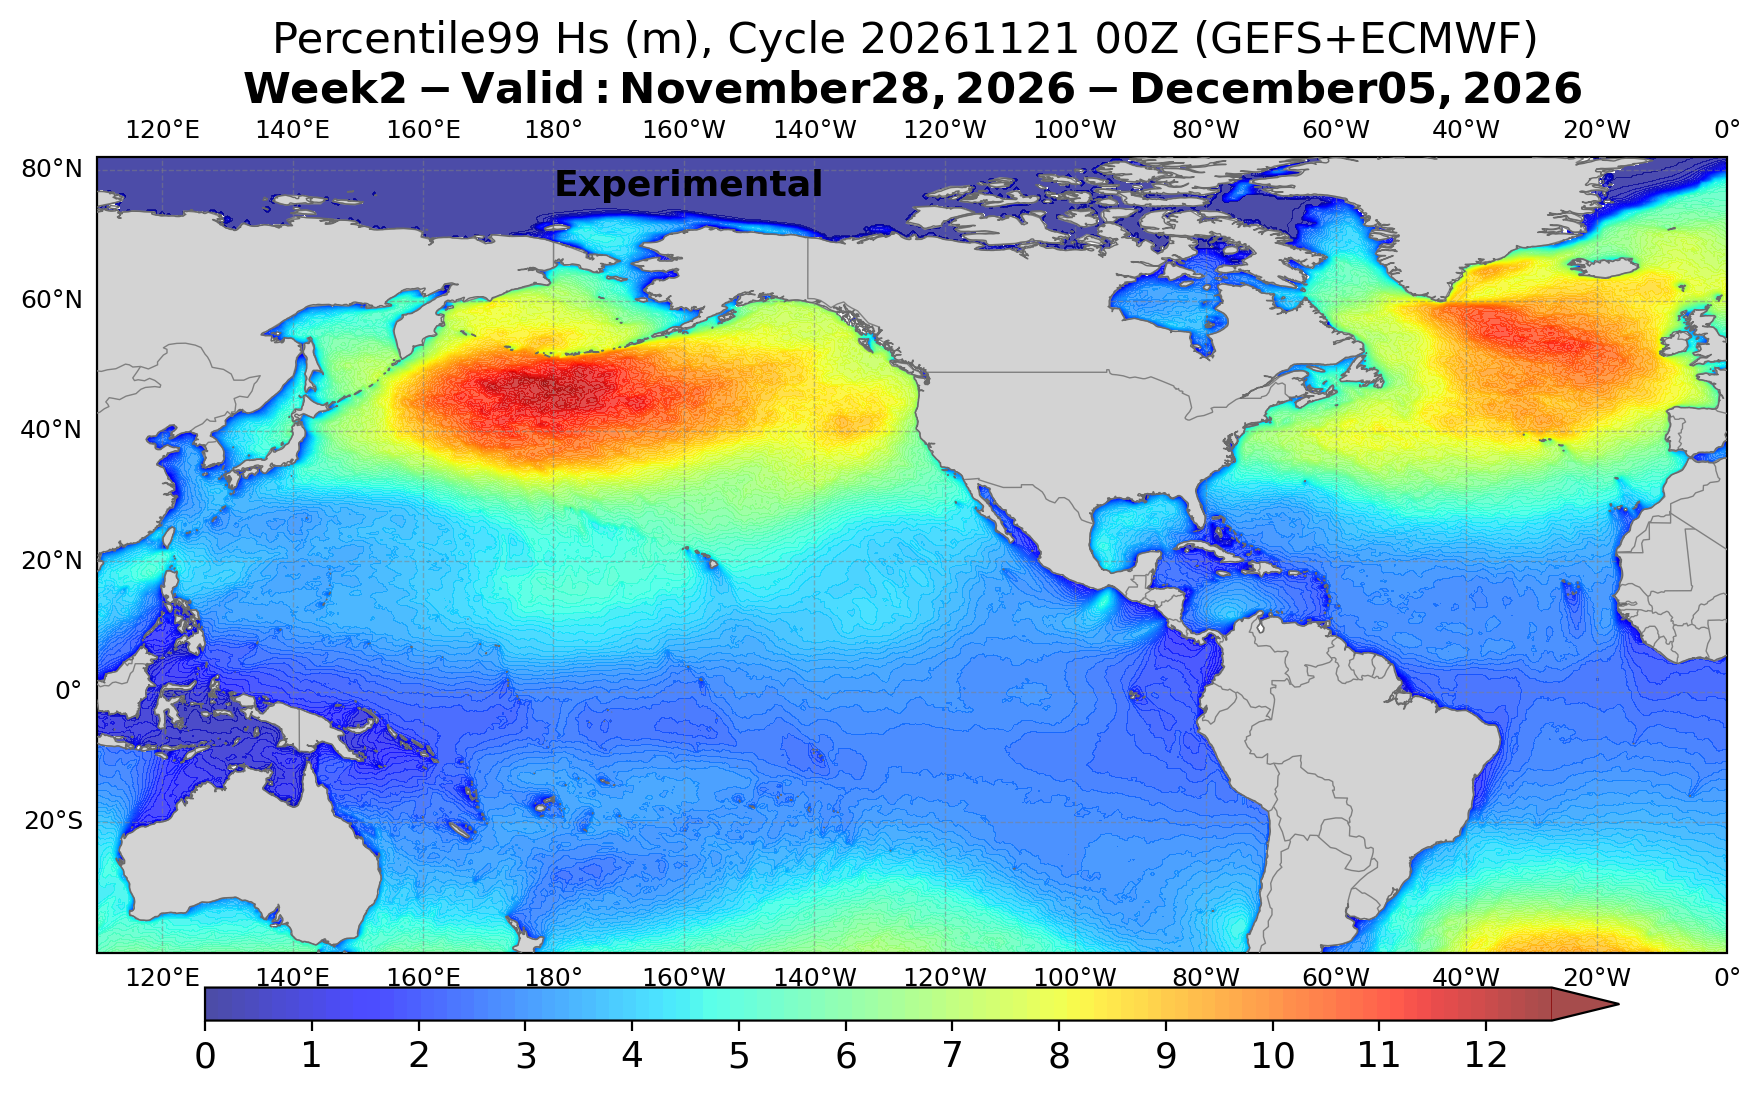 Percentile99 Hs (m), Cycle 20261121 00Z (GEFS+ECMWF)
Week2 − Valid : November28, 2026 − December05, 2026
120°E 140°E 160°E 180° 160°W 140°W 120°W 100°W 80°W 60°W 40°W 20°W 0°
80°N
Experimental
60°N
40°N
20°N
0°
20°S
120°E 140°E 160°E 180° 160°W 140°W 120°W 100°W 80°W 60°W 40°W 20°W 0°
0 1 2 3 4 5 6 7 8 9 10 11 12